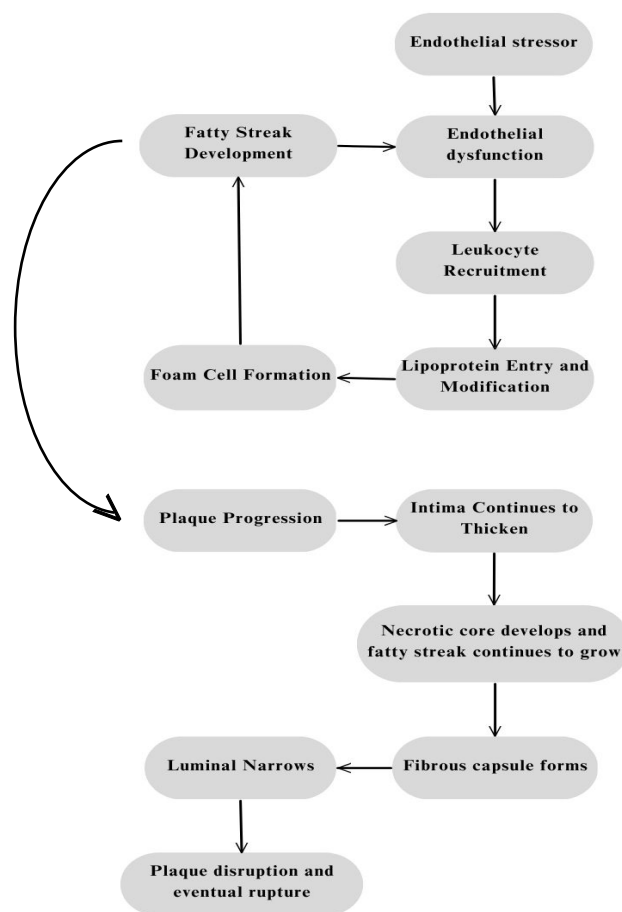 Endothelial stressor
Fatty Streak
Development
Endothelial
dysfunction
Leukocyte
Recruitment
Foam Cell Formation
Lipoprotein Entry and
Modification
Plaque Progression
Intima Continues to
Thicken
Necrotic core develops and
fatty streak continues to grow
Luminal Narrows
Fibrous capsule forms
Plaque disruption and
eventual rupture